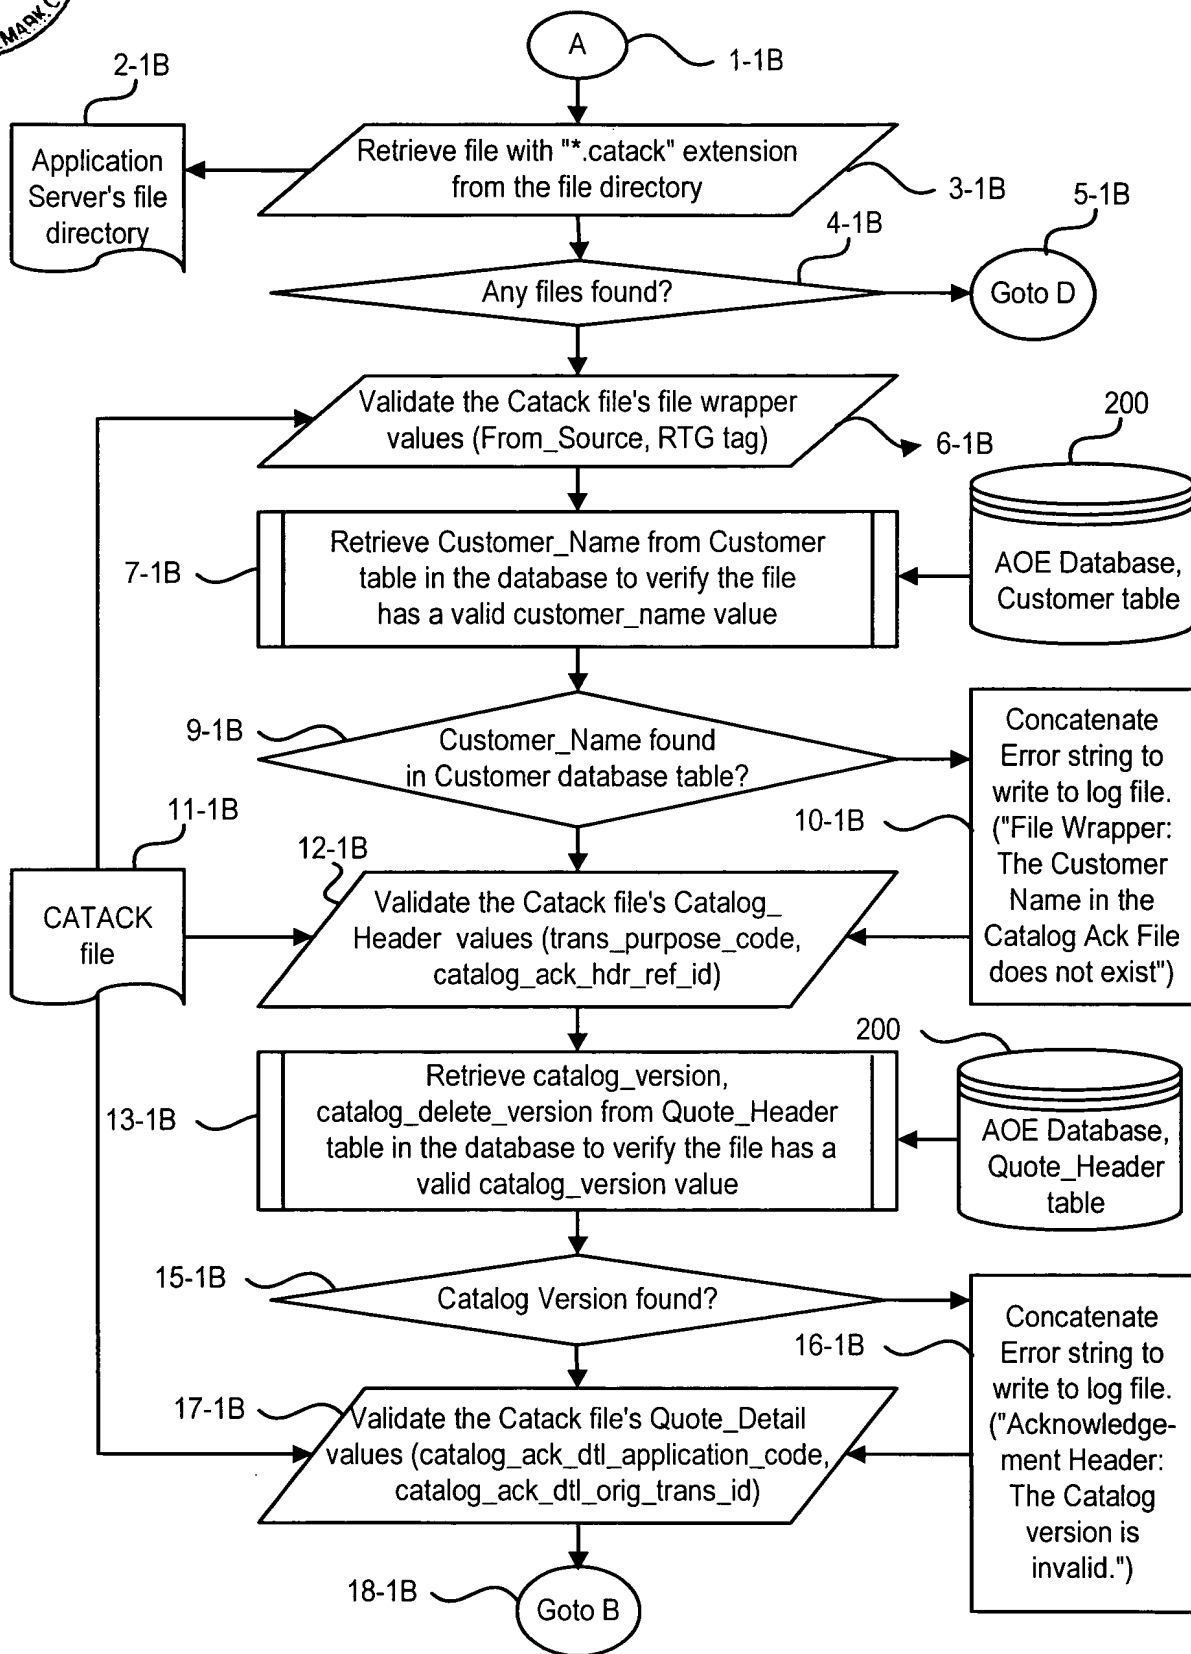 A
1-1B
2-1B
Application
Server's file
directory
Retrieve file with "*.catack" extension
from the file directory
3-1B
4-1B
5-1B
Any files found?
Goto D
Validate the Catack file's file wrapper
values (From_Source, RTG tag)
6-1B
200
AOE Database,
Customer table
7-1B
Retrieve Customer_Name from Customer
table in the database to verify the file
has a valid customer_name value
9-1B
Customer_Name found
in Customer database table?
Concatenate
Error string to
write to log file.
("File Wrapper:
The Customer
Name in the
Catalog Ack File
does not exist")
10-1B
11-1B
CATACK
file
12-1B
Validate the Catack file's Catalog_
Header values (trans_purpose_code,
catalog_ack_hdr_ref_id)
200
AOE Database,
Quote_Header
table
13-1B
Retrieve catalog_version,
catalog_delete_version from Quote_Header
table in the database to verify the file has a
valid catalog_version value
15-1B
Catalog Version found?
16-1B
Concatenate
Error string to
write to log file.
("Acknowledge-
ment Header:
The Catalog
version is
invalid.")
17-1B
Validate the Catack file's Quote_Detail
values (catalog_ack_dtl_application_code,
catalog_ack_dtl_orig_trans_id)
18-1B
Goto B